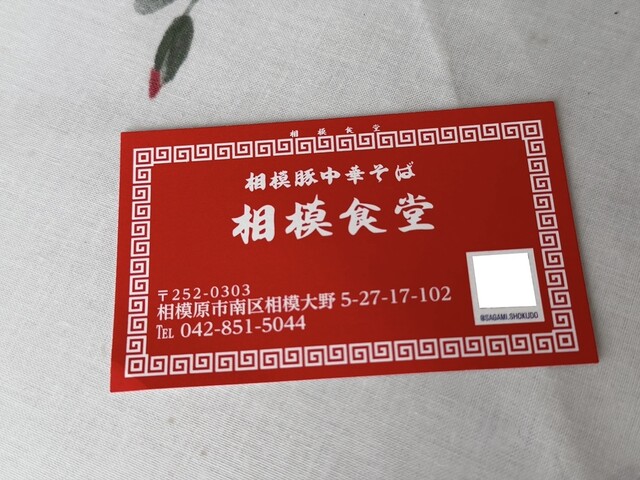 相模食堂
相模豚中華そば
相模食堂
〒252-0303
相模原市南区相模大野 5-27-17-102
TEL 042-851-5044
@SAGAMI.SHOKUDO